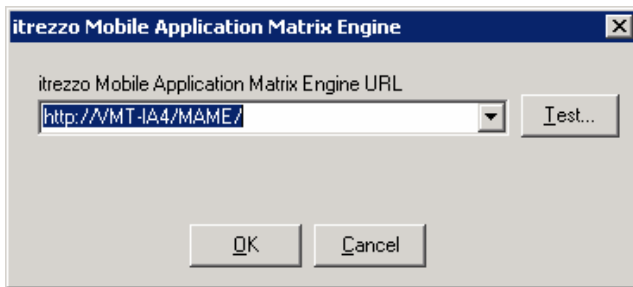 itrezzo Mobile Application Matrix Engine
itrezzo Mobile Application Matrix Engine URL
http://VMT-IA4/MAME/
Test...
OK
Cancel